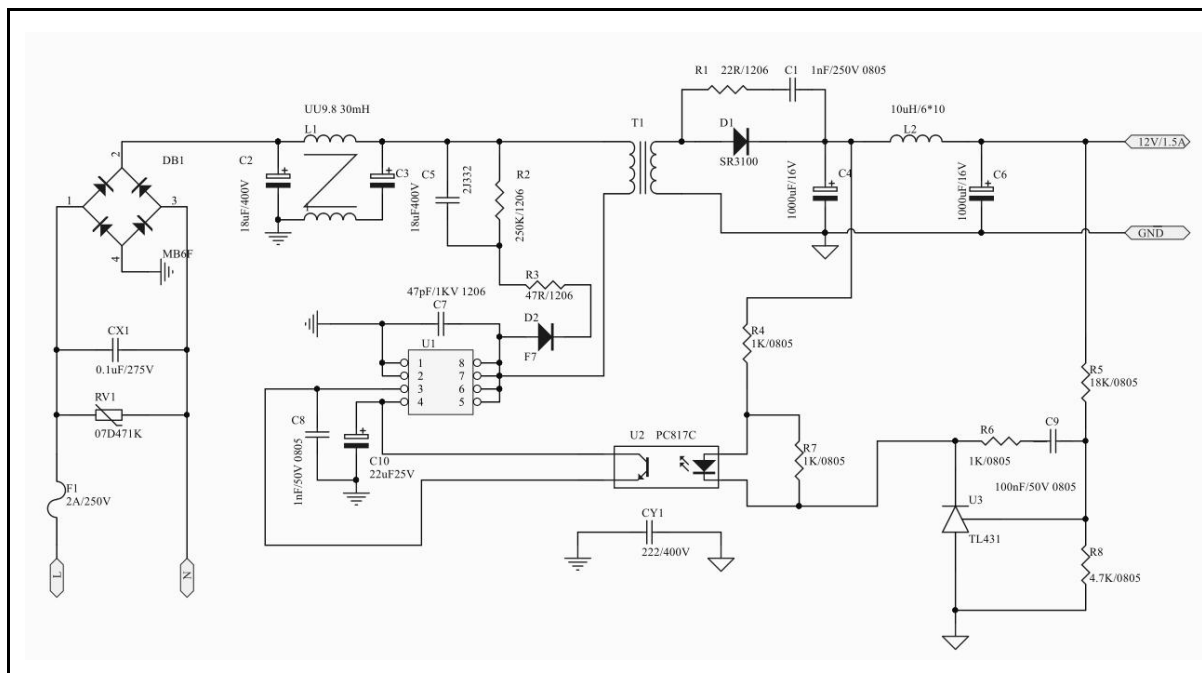 R1 22R/1206 C1 1nF/250V 0805
UU9.8 30mH
L1
T1
D1
SR3100
10uH/6*10
L2
12V/1.5A
2
DB1
C2
18uF/400V
C3
18uF400V
C5
2J332
R2
250K/1206
C4
1000uF/16V
C6
1000uF/16V
1
3
4
MB6F
GND
R3
47R/1206
47pF/1KV 1206
C7
D2
F7
U1
1 8
2 7
3 6
4 5
R4
1K/0805
CX1
0.1uF/275V
RV1
07D471K
R5
18K/0805
C8
1nF/50V 0805
C10
22uF25V
U2 PC817C
R7
1K/0805
R6
1K/0805
C9
100nF/50V 0805
F1
2A/250V
CY1
222/400V
U3
TL431
R8
4.7K/0805
L
N